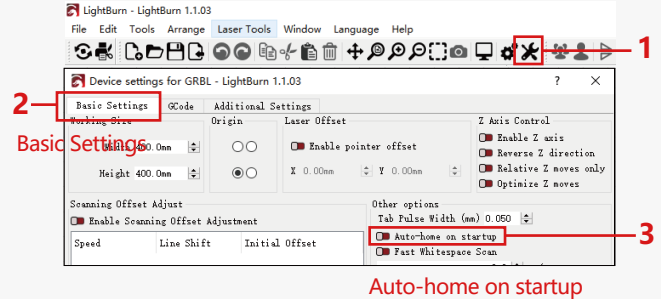 LightBurn - LightBurn 1.1.03
File Edit Tools Arrange Laser Tools Window Language Help
1
Device settings for GRBL - LightBurn 1.1.03 ? ×
2
Basic Settings GCode Additional Settings
Working Size Origin Laser Offset Z Axis Control
Basic Settings
Width 400.0mm Enable pointer offset Enable Z axis
Reverse Z direction
Height 400.0mm X 0.00mm Y 0.00mm Relative Z moves only
Optimize Z moves
Scanning Offset Adjust Other options
Enable Scanning Offset Adjustment Tab Pulse Width (mm) 0.050
Speed Line Shift Initial Offset Auto-home on startup
3
Fast Whitespace Scan
Auto-home on startup